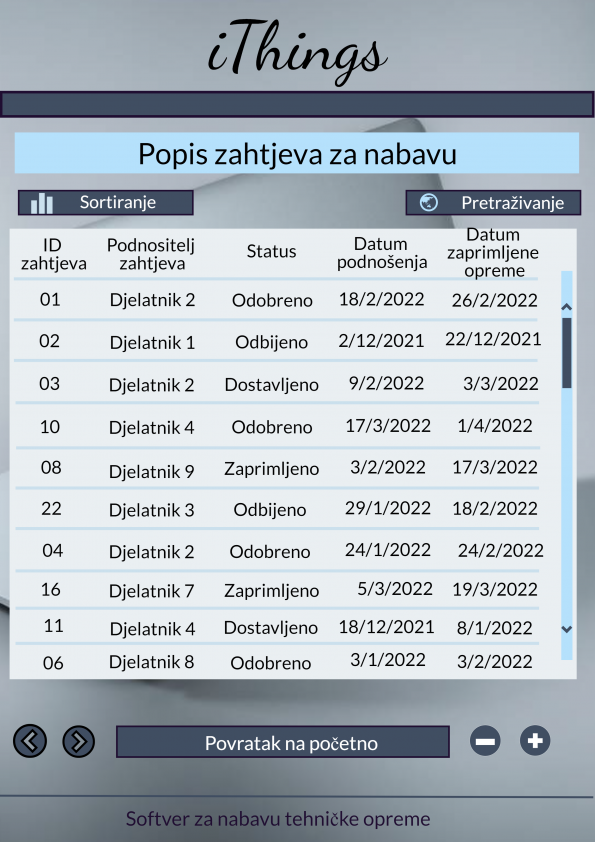 iThings
Popis zahtjeva za nabavu
Sortiranje
Pretraživanje
ID zahtjeva Podnositelj zahtjeva Status Datum podnošenja Datum zaprimljene opreme
01 Djelatnik 2 Odobreno 18/2/2022 26/2/2022
02 Djelatnik 1 Odbijeno 2/12/2021 22/12/2021
03 Djelatnik 2 Dostavljeno 9/2/2022 3/3/2022
10 Djelatnik 4 Odobreno 17/3/2022 1/4/2022
08 Djelatnik 9 Zaprimljeno 3/2/2022 17/3/2022
22 Djelatnik 3 Odbijeno 29/1/2022 18/2/2022
04 Djelatnik 2 Odobreno 24/1/2022 24/2/2022
16 Djelatnik 7 Zaprimljeno 5/3/2022 19/3/2022
11 Djelatnik 4 Dostavljeno 18/12/2021 8/1/2022
06 Djelatnik 8 Odobreno 3/1/2022 3/2/2022
Povratak na početno
Softver za nabavu tehničke opreme